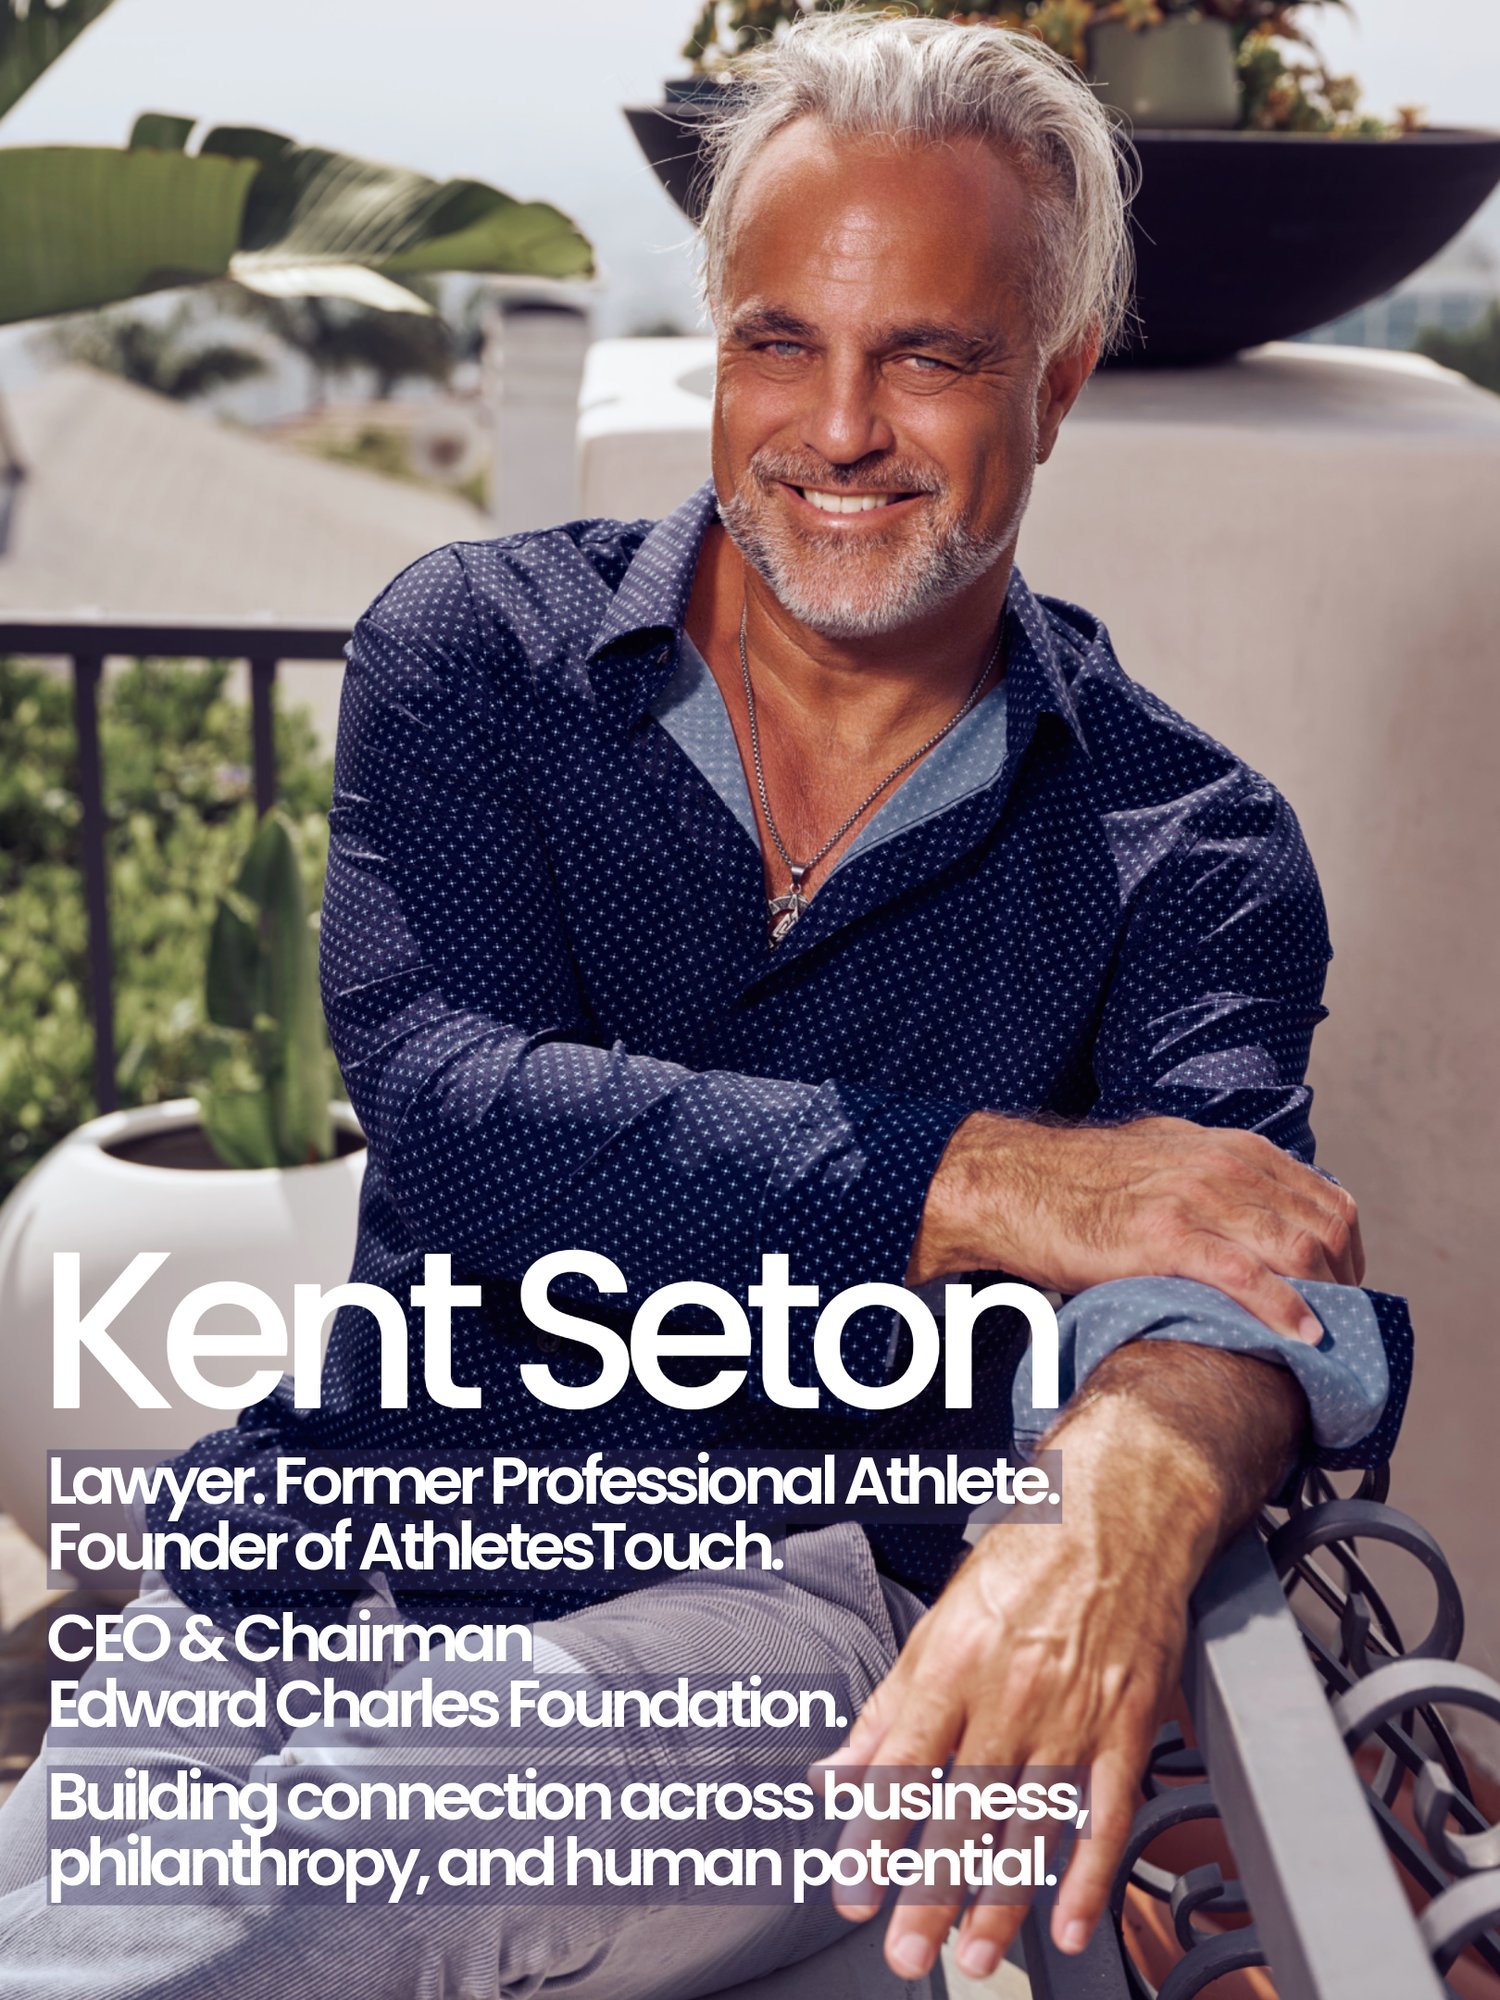 Kent Seton
Lawyer. Former Professional Athlete.
Founder of AthletesTouch.
CEO & Chairman
Edward Charles Foundation.
Building connection across business,
philanthropy, and human potential.